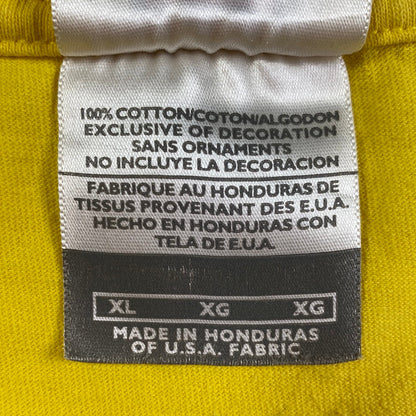 100% COTTON/COTON/ALGODON
EXCLUSIVE OF DECORATION
SANS ORNAMENTS
NO INCLUYE LA DECORACION
FABRIQUE AU HONDURAS DE
TISSUS PROVENANT DES E.U.A.
HECHO EN HONDURAS CON
TELA DE E.U.A.
XL XG XG
MADE IN HONDURAS
OF U.S.A. FABRIC